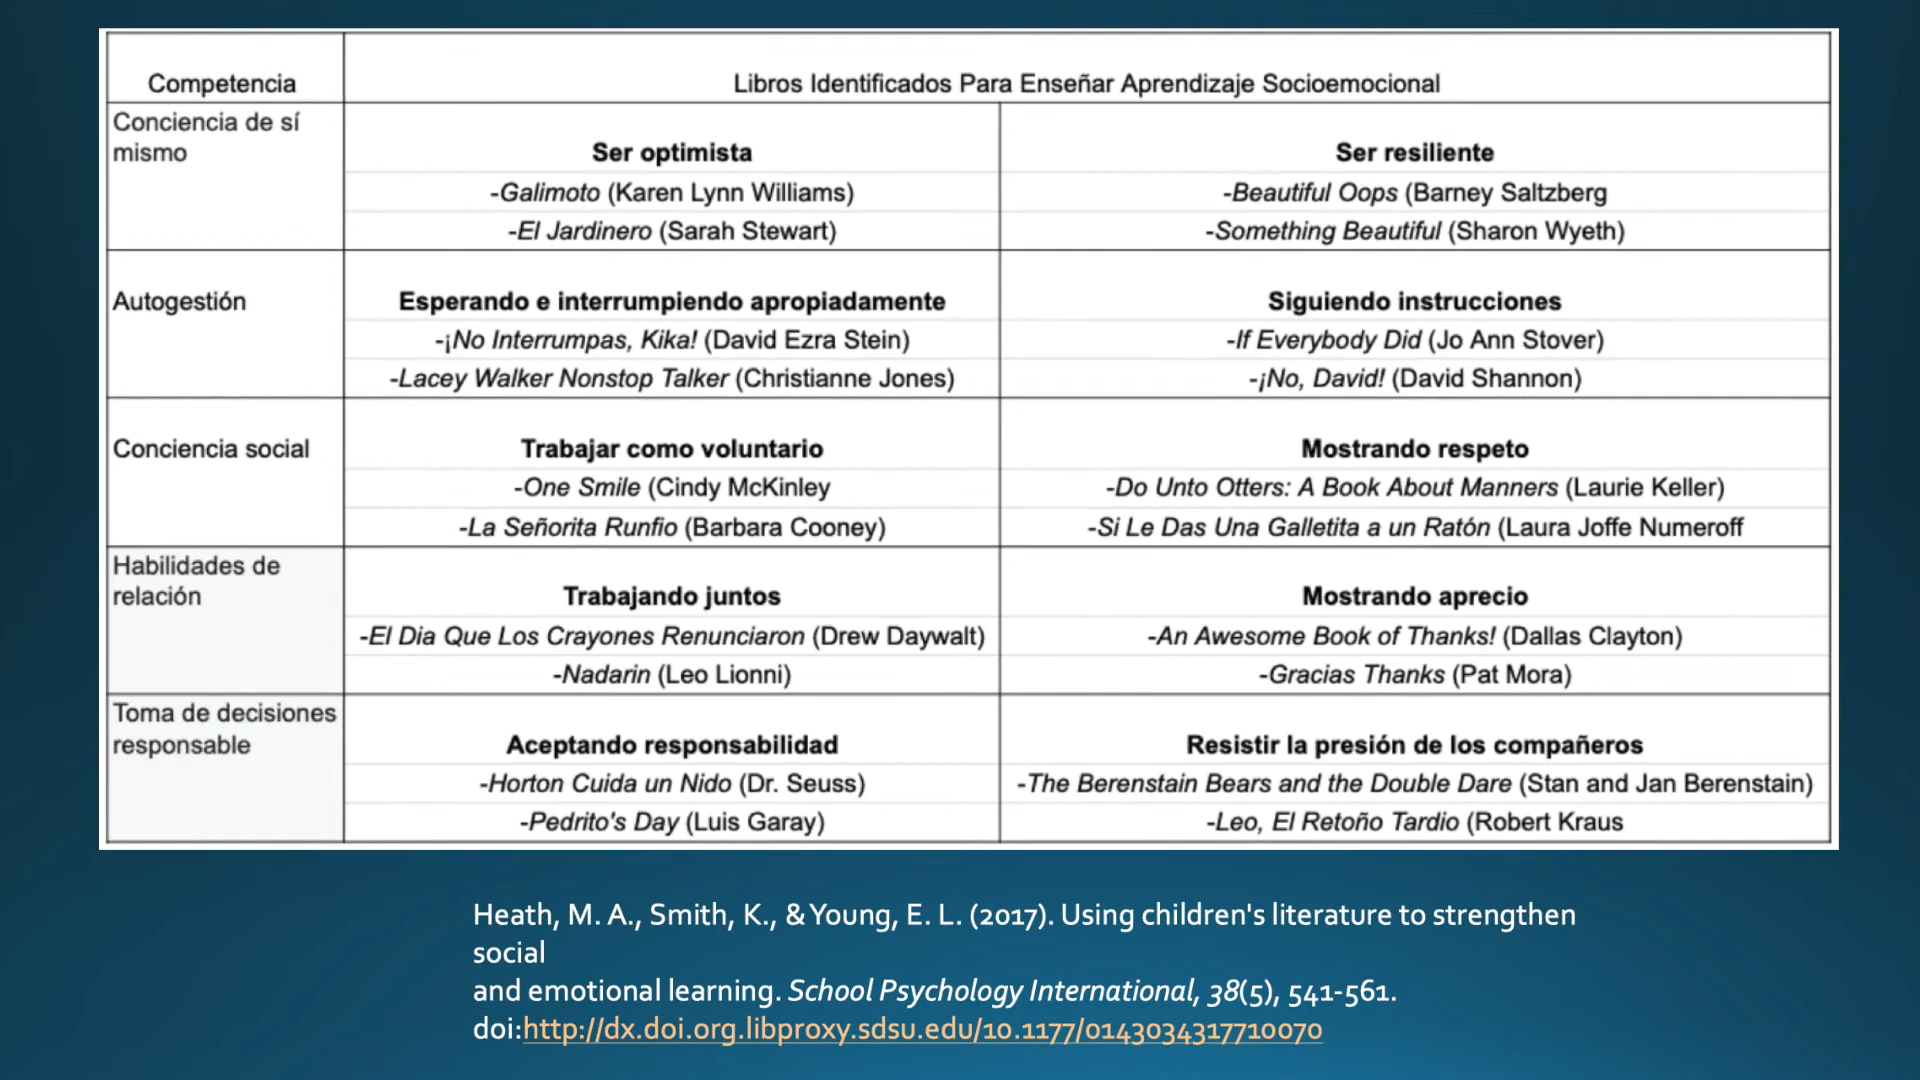 Competencia
Libros Identificados Para Enseñar Aprendizaje Socioemocional
Conciencia de sí
mismo
Ser optimista
-Galimoto (Karen Lynn Williams)
-El Jardinero (Sarah Stewart)
Ser resiliente
-Beautiful Oops (Barney Saltzberg
-Something Beautiful (Sharon Wyeth)
Autogestión
Esperando e interrumpiendo apropiadamente
-¡No Interrumpas, Kika! (David Ezra Stein)
-Lacey Walker Nonstop Talker (Christianne Jones)
Siguiendo instrucciones
-If Everybody Did (Jo Ann Stover)
-¡No, David! (David Shannon)
Conciencia social
Trabajar como voluntario
-One Smile (Cindy McKinley
-La Señorita Runfio (Barbara Cooney)
Mostrando respeto
-Do Unto Otters: A Book About Manners (Laurie Keller)
-Si Le Das Una Galletita a un Ratón (Laura Joffe Numeroff
Habilidades de
relación
Trabajando juntos
-El Dia Que Los Crayones Renunciaron (Drew Daywalt)
-Nadarin (Leo Lionni)
Mostrando aprecio
-An Awesome Book of Thanks! (Dallas Clayton)
-Gracias Thanks (Pat Mora)
Toma de decisiones
responsable
Aceptando responsabilidad
-Horton Cuida un Nido (Dr. Seuss)
-Pedrito's Day (Luis Garay)
Resistir la presión de los compañeros
-The Berenstain Bears and the Double Dare (Stan and Jan Berenstain)
-Leo, El Retoño Tardio (Robert Kraus
Heath, M. A., Smith, K., & Young, E. L. (2017). Using children's literature to strengthen
social
and emotional learning. School Psychology International, 38(5), 541-561.
doi:http://dx.doi.org.libproxy.sdsu.edu/10.1177/0143034317710070